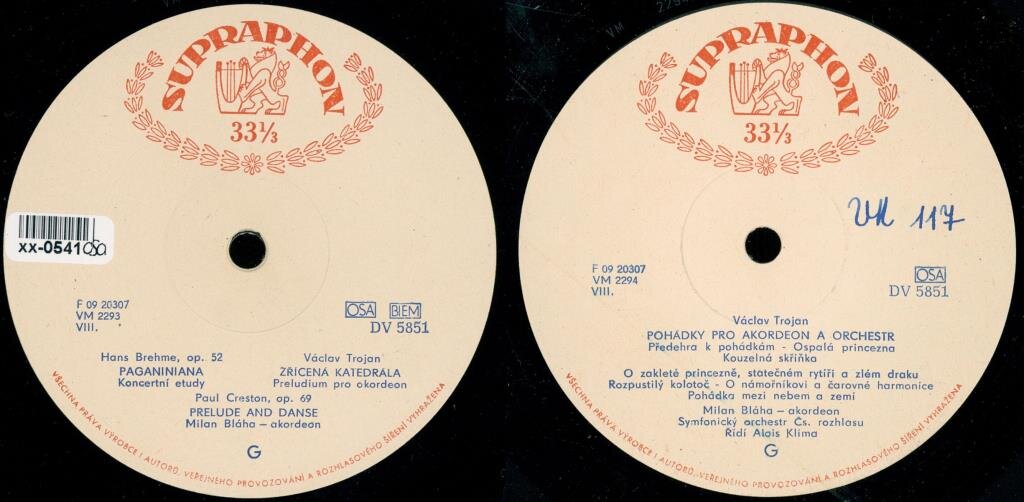 SUPRAPHON
33⅓
xx-0541
F 09 20307
VM 2293
VIII.
OSA BIEM
DV 5851
Hans Brehme, op. 52
PAGANINIANA
Koncertní etudy
Václav Trojan
ZŘÍCENÁ KATEDRÁLA
Preludium pro akordeon
Paul Creston, op. 69
PRELUDE AND DANSE
Milan Bláha — akordeon
G
VŠECHNA PRÁVA VÝROBCE I AUTORŮ, VEŘEJNÉHO PROVOZOVÁNÍ A ROZHLASOVÉHO ŠÍŘENÍ VYHRAŽENA
SUPRAPHON
33⅓
VM 117
F 09 20307
VM 2294
VIII.
OSA
DV 5851
Václav Trojan
POHÁDKY PRO AKORDEON A ORCHESTR
Předehra k pohádkám - Ospalá princezna
Kouzelná skříňka
O zakleté princezně, statečném rytíři a zlém draku
Rozpustilý kolotoč - O námořníkovi a čarovné harmonice
Pohádka mezi nebem a zemí
Milan Bláha — akordeon
Symfonický orchestr Čs. rozhlasu
Řídí Alois Klíma
G
VŠECHNA PRÁVA VÝROBCE I AUTORŮ, VEŘEJNÉHO PROVOZOVÁNÍ A ROZHLASOVÉHO ŠÍŘENÍ VYHRAŽENA